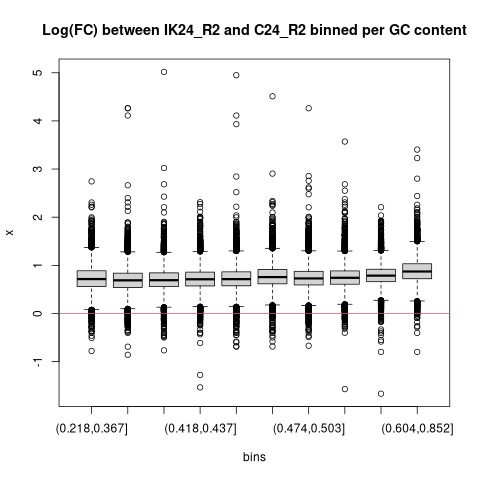 Log(FC) between IK24_R2 and C24_R2 binned per GC content
5
4
3
2
1
0
-1
x
(0.218,0.367] (0.418,0.437] (0.474,0.503] (0.604,0.852]
bins